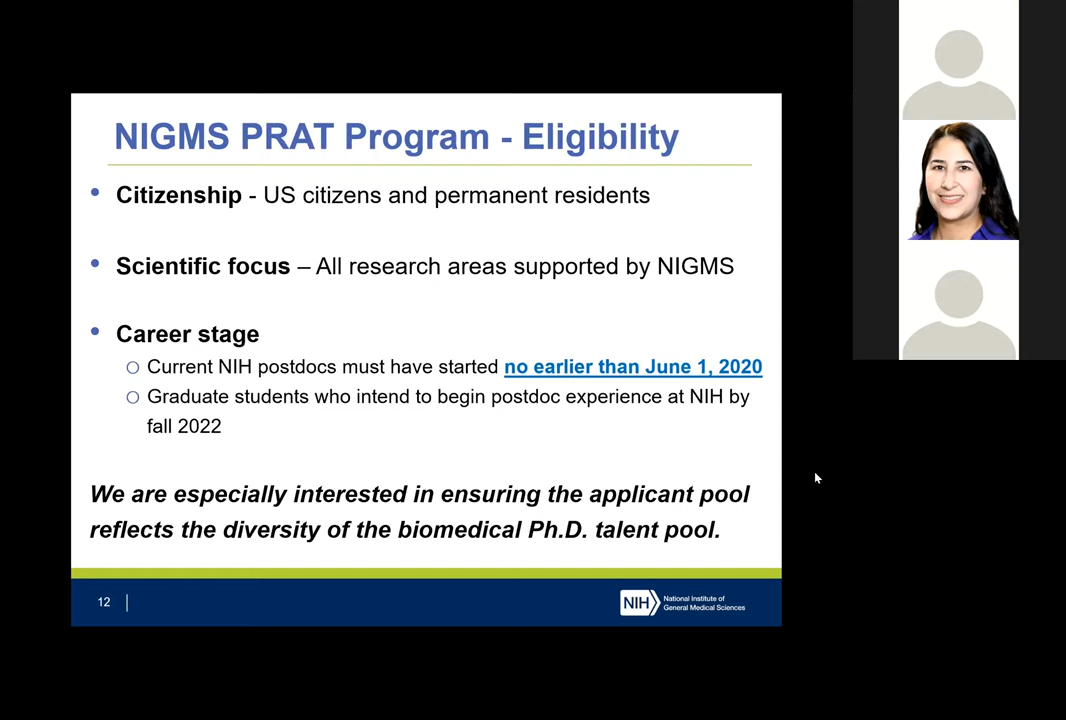 NIGMS PRAT Program - Eligibility
• Citizenship - US citizens and permanent residents
• Scientific focus – All research areas supported by NIGMS
• Career stage
○ Current NIH postdocs must have started no earlier than June 1, 2020
○ Graduate students who intend to begin postdoc experience at NIH by
fall 2022
We are especially interested in ensuring the applicant pool
reflects the diversity of the biomedical Ph.D. talent pool.
12
NIH
National Institute of
General Medical Sciences